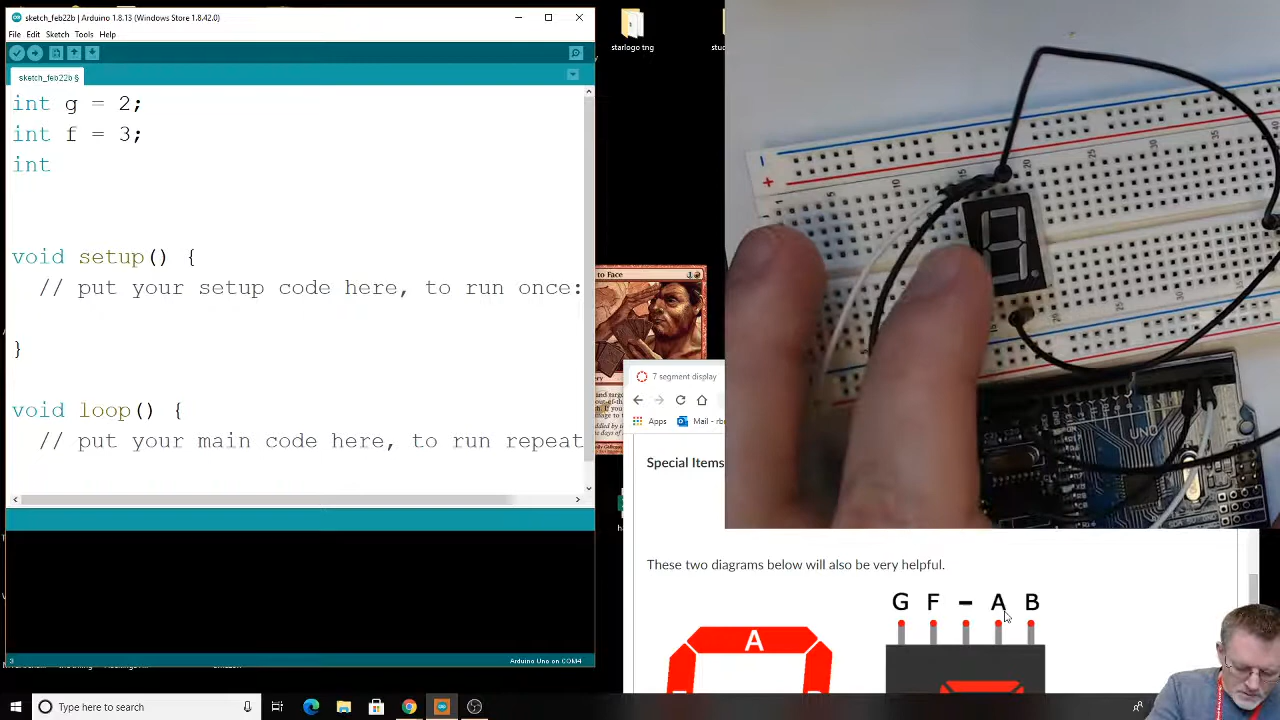 sketch_feb22b | Arduino 1.8.13 (Windows Store 1.8.42.0)
File Edit Sketch Tools Help
sketch_feb22b §
int g = 2;
int f = 3;
int
void setup() {
// put your setup code here, to run once:
}
void loop() {
// put your main code here, to run repeat
3
Arduino Uno on COM4
starlogo tng
to Face
7 segment display
Apps
Special Items
These two diagrams below will also be very helpful.
G F - A B
A
UNO
Type here to search